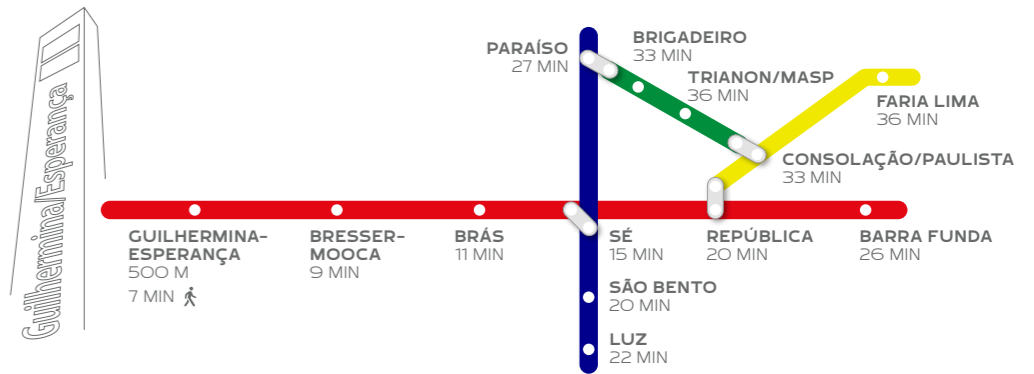 Guilhermina/Esperança
PARAÍSO
27 MIN
BRIGADEIRO
33 MIN
TRIANON/MASP
36 MIN
FARIA LIMA
36 MIN
CONSOLAÇÃO/PAULISTA
33 MIN
GUILHERMINA-
ESPERANÇA
500 M
7 MIN
BRESSER-
MOOCA
9 MIN
BRÁS
11 MIN
SÉ
15 MIN
REPÚBLICA
20 MIN
BARRA FUNDA
26 MIN
SÃO BENTO
20 MIN
LUZ
22 MIN